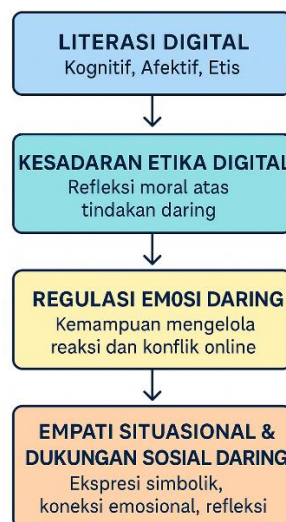 LITERASI DIGITAL
Kognitif, Afektif, Etis
KESADARAN ETIKA DIGITAL
Refleksi moral atas
tindakan daring
REGULASI EM0SI DARING
Kemampuan mengelola
reaksi dan konflik online
EMPATI SITUASIONAL &
DUKUNGAN SOSIAL DARING
Ekspresi simbolik,
koneksi emosional, refleksi